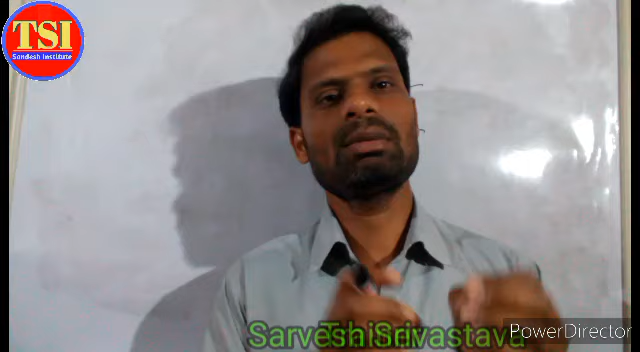 TSI
Sandesh Institute
Sarvesh Srivastava
PowerDirector